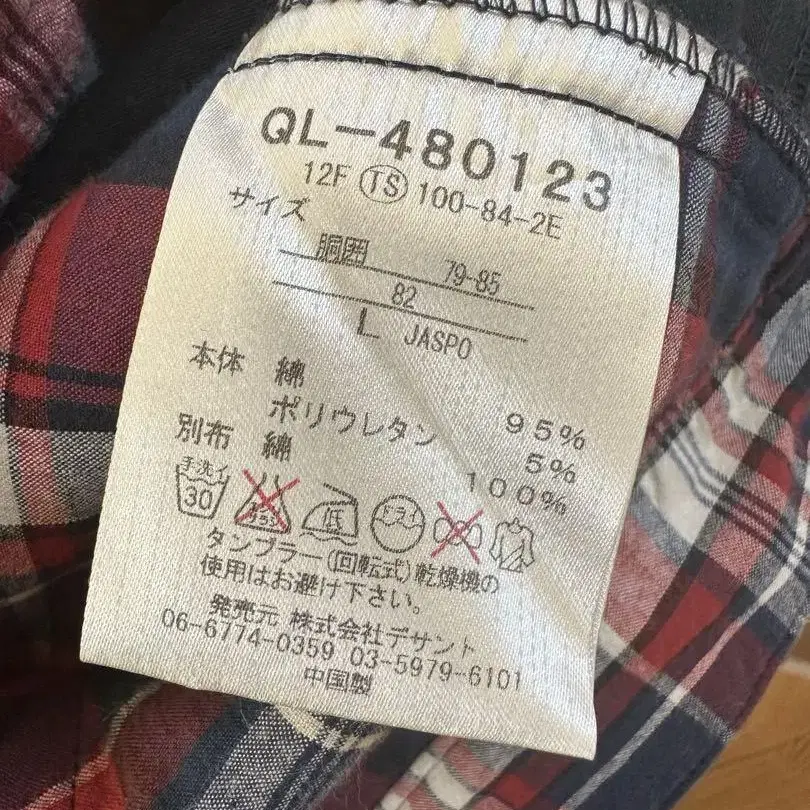 QL-480123
12F TS 100-84-2E
サイズ
胴囲 79-85
82
L JASPO
本体 綿 95%
ポリウレタン 5%
別布 綿 100%
手洗イ 30 低 ドライ
タンブラー(回転式)乾燥機の
使用はお避け下さい。
発売元 株式会社デサント
06-6774-0359 03-5979-6101
中国製